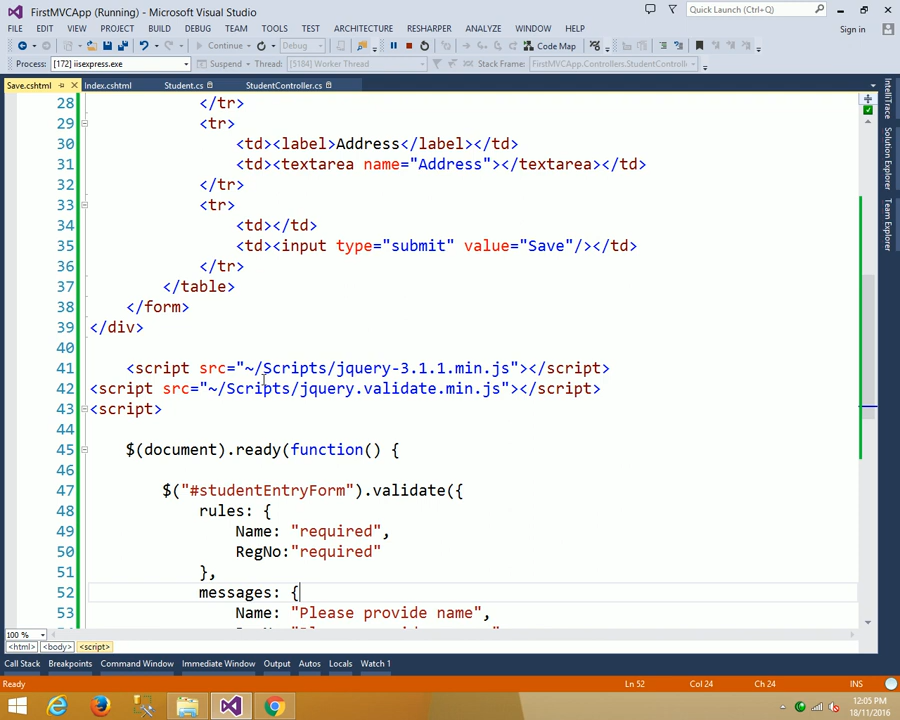 FirstMVCApp (Running) - Microsoft Visual Studio
Quick Launch (Ctrl+Q)
FILE EDIT VIEW PROJECT BUILD DEBUG TEAM TOOLS TEST ARCHITECTURE RESHARPER ANALYZE WINDOW HELP
Sign in
Continue Debug Code Map
Process: [172] iisexpress.exe Suspend Thread: [5184] Worker Thread Stack Frame: FirstMVCApp.Controllers.StudentController.
Save.cshtml Index.cshtml Student.cs StudentController.cs
28 </tr>
29 <tr>
30 <td><label>Address</label></td>
31 <td><textarea name="Address"></textarea></td>
32 </tr>
33 <tr>
34 <td></td>
35 <td><input type="submit" value="Save"/></td>
36 </tr>
37 </table>
38 </form>
39 </div>
40
41 <script src="~/Scripts/jquery-3.1.1.min.js"></script>
42 <script src="~/Scripts/jquery.validate.min.js"></script>
43 <script>
44
45 $(document).ready(function() {
46
47 $("#studentEntryForm").validate({
48 rules: {
49 Name: "required",
50 RegNo:"required"
51 },
52 messages: {
53 Name: "Please provide name",
IntelliTrace
Solution Explorer
Team Explorer
100 %
<html> <body> <script>
Call Stack Breakpoints Command Window Immediate Window Output Autos Locals Watch 1
Ready Ln 52 Col 24 Ch 24 INS
12:05 PM
18/11/2016